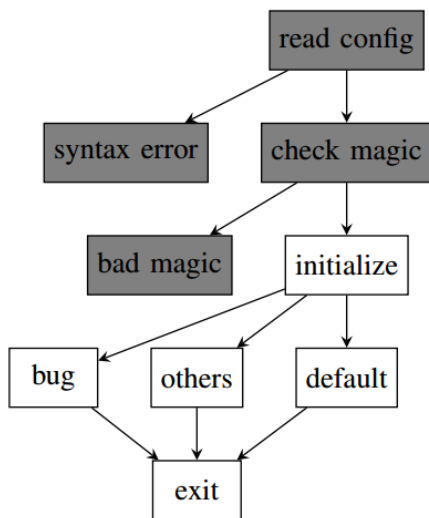 read config
syntax error
check magic
bad magic
initialize
bug
others
default
exit